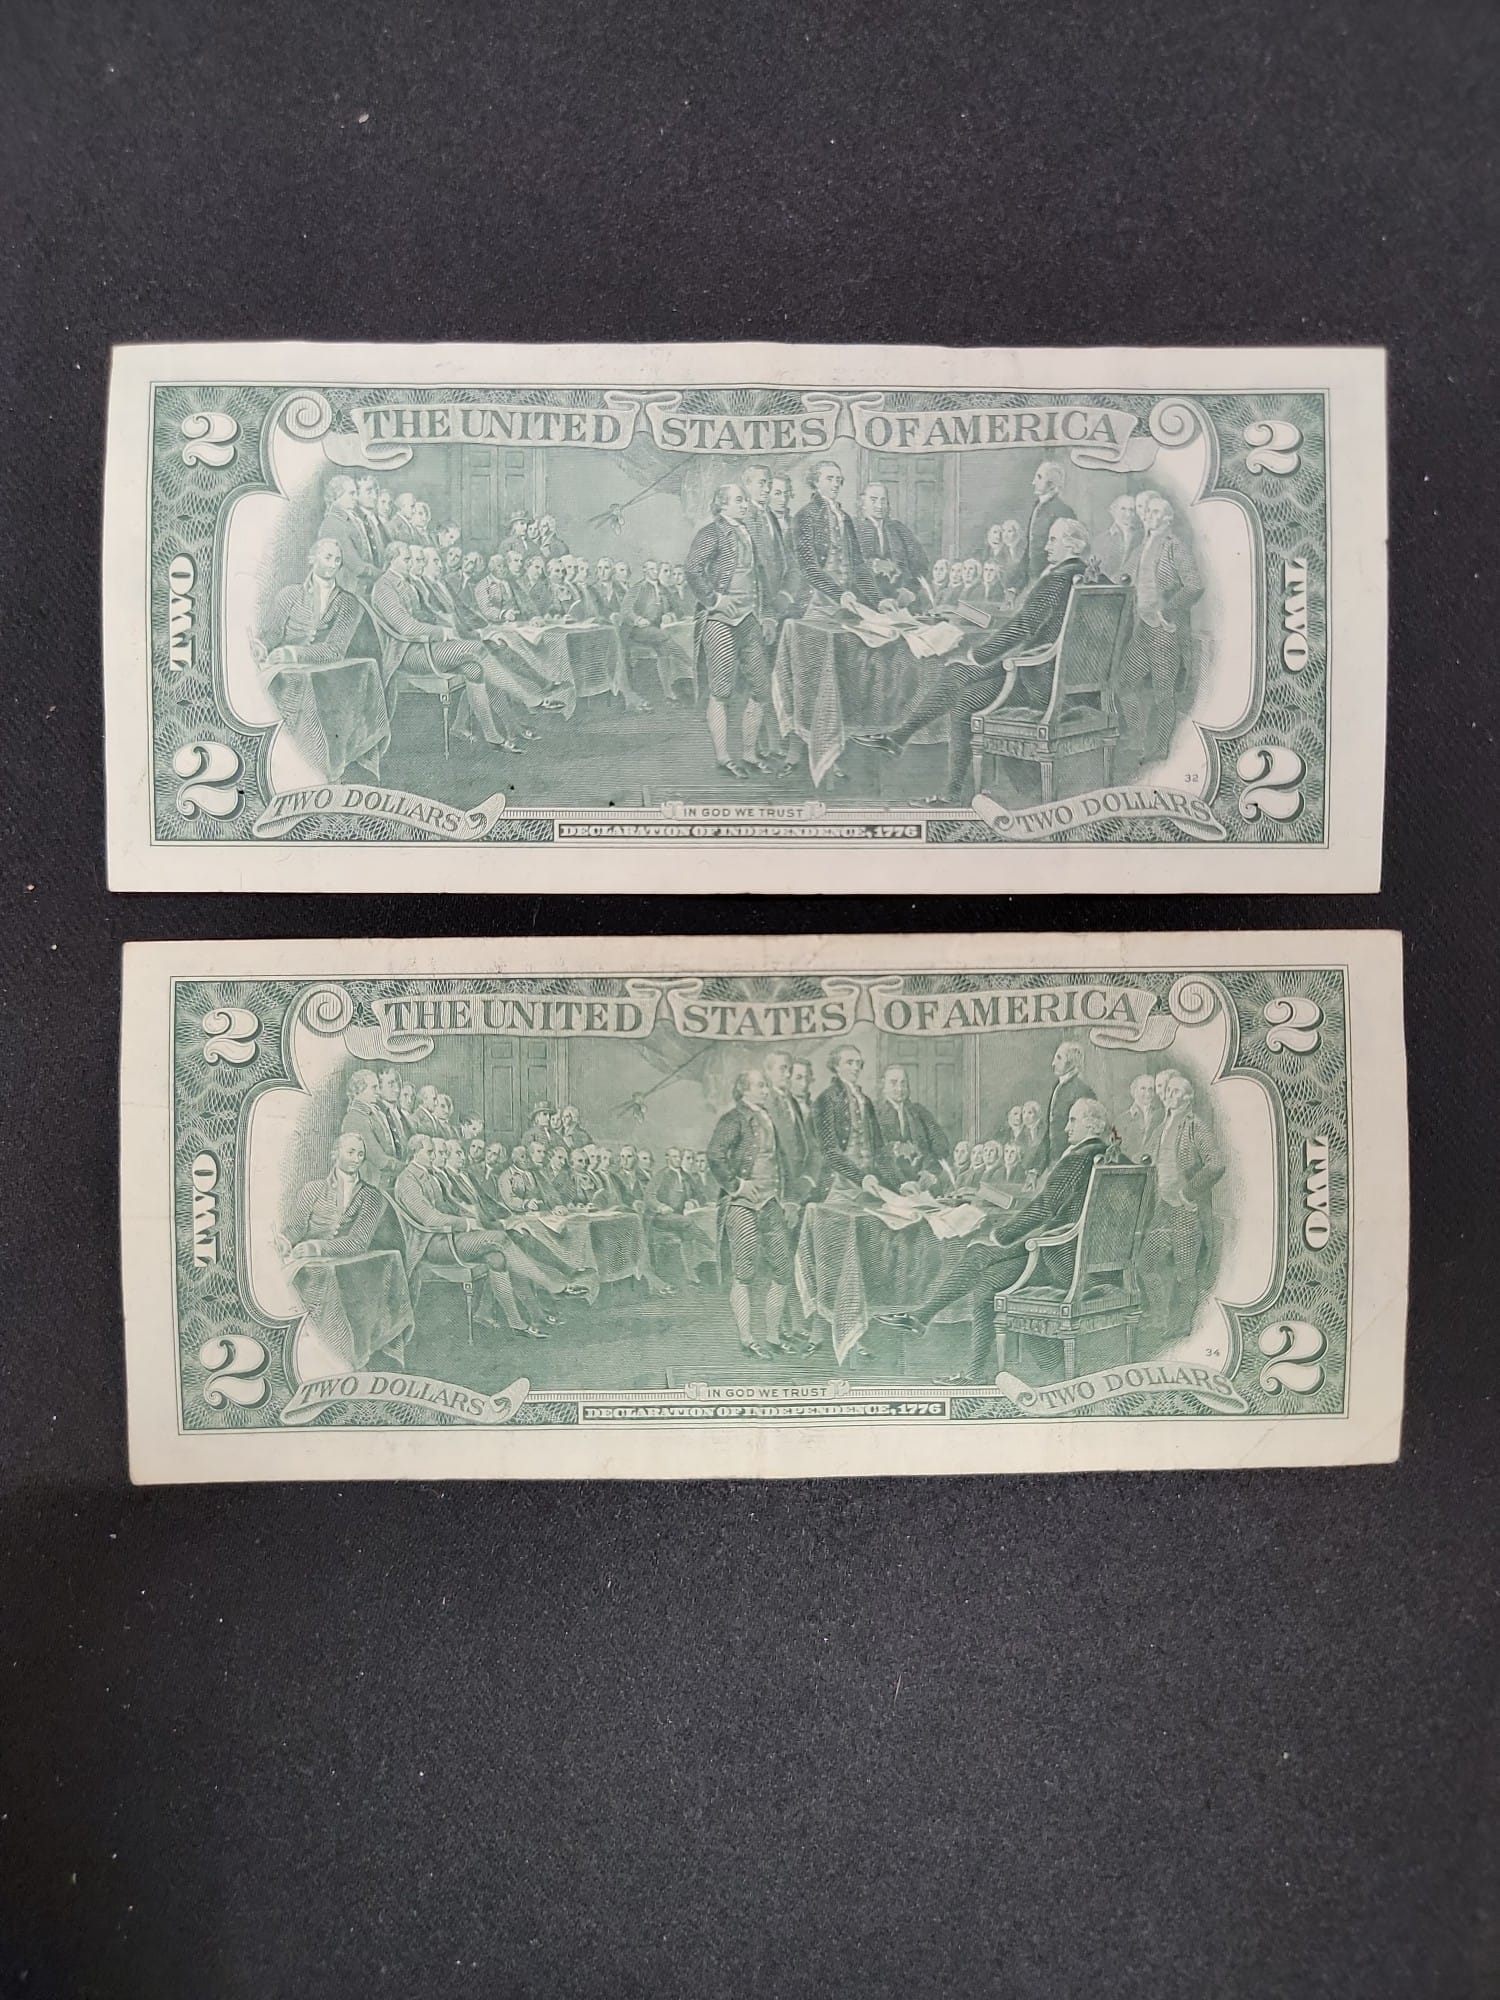 2 THE UNITED STATES OF AMERICA 2
TWO TWO
32
2 TWO DOLLARS IN GOD WE TRUST TWO DOLLARS 2
DECLARATION OF INDEPENDENCE, 1776
2 THE UNITED STATES OF AMERICA 2
TWO TWO
34
2 TWO DOLLARS IN GOD WE TRUST TWO DOLLARS 2
DECLARATION OF INDEPENDENCE, 1776